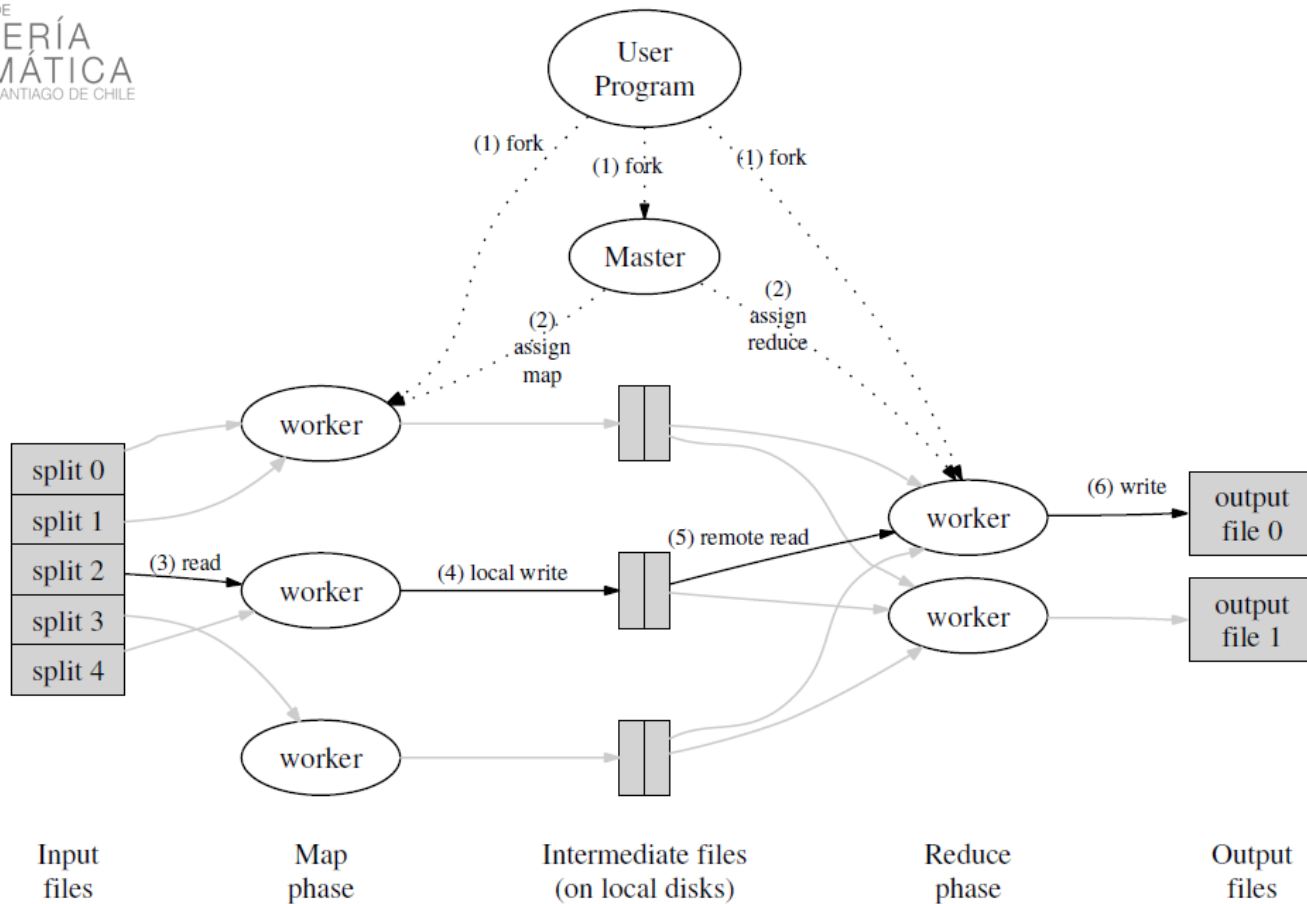 DE
ERÍA
MÁTICA
ANTIAGO DE CHILE
User
Program
(1) fork
(1) fork
(1) fork
Master
(2)
assign
map
(2)
assign
reduce
worker
split 0
split 1
split 2
split 3
split 4
(3) read
worker
(4) local write
worker
(5) remote read
worker
worker
(6) write
output
file 0
output
file 1
Input
files
Map
phase
Intermediate files
(on local disks)
Reduce
phase
Output
files